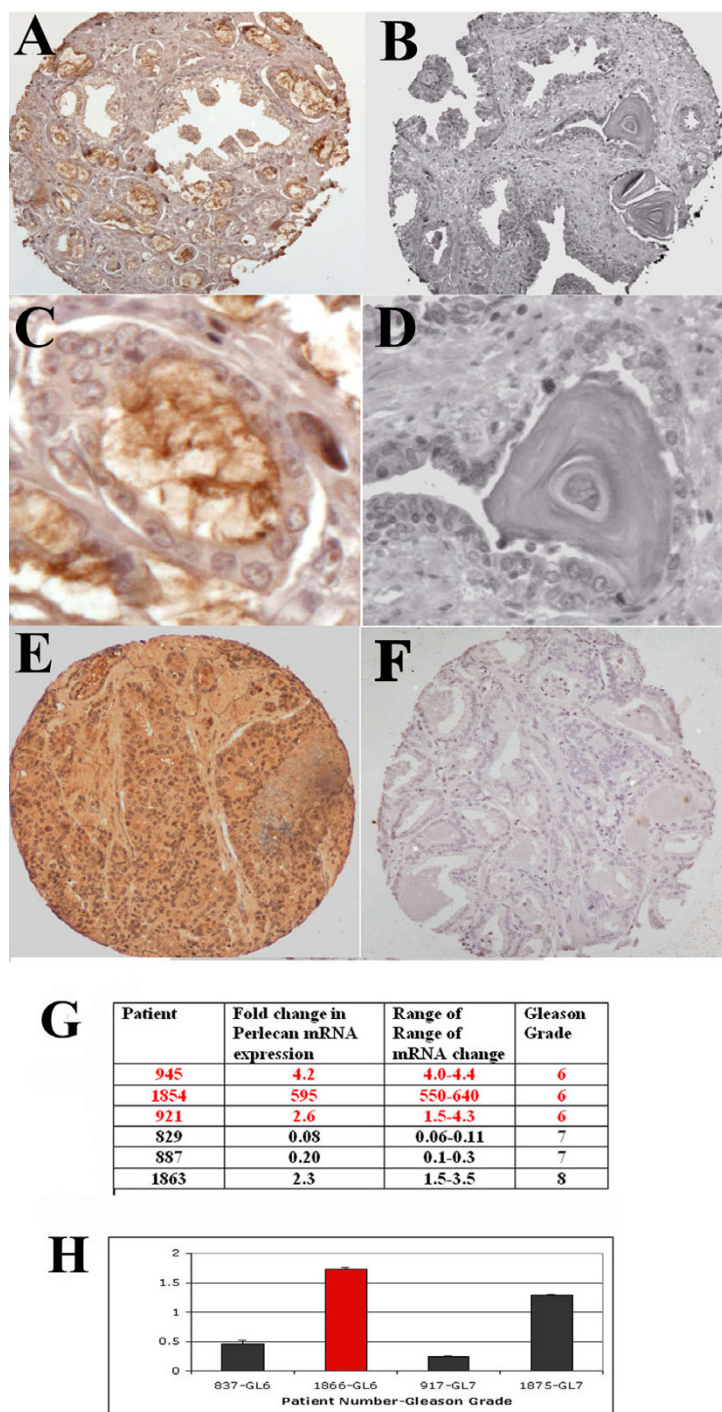 A
B
C
D
E
F
G
Patient Fold change in Perlecan mRNA expression Range of Range of mRNA change Gleason Grade
945 4.2 4.0-4.4 6
1854 595 550-640 6
921 2.6 1.5-4.3 6
829 0.08 0.06-0.11 7
887 0.20 0.1-0.3 7
1863 2.3 1.5-3.5 8
H
2
1.5
1
0.5
0
837-GL6 1866-GL6 917-GL7 1875-GL7
Patient Number-Gleason Grade